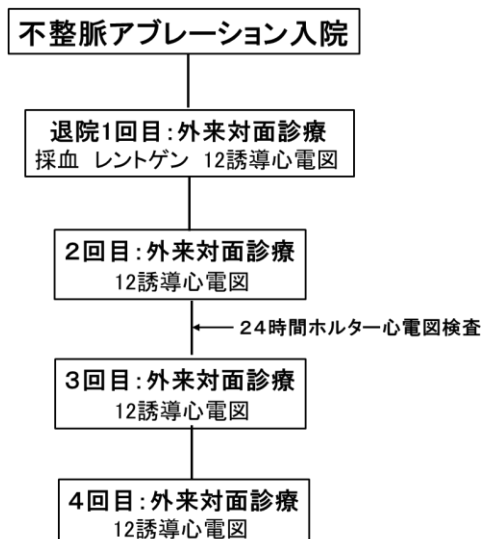 不整脈アブレーション入院
退院1回目：外来対面診療
採血 レントゲン 12誘導心電図
2回目：外来対面診療
12誘導心電図
24時間ホルター心電図検査
3回目：外来対面診療
12誘導心電図
4回目：外来対面診療
12誘導心電図